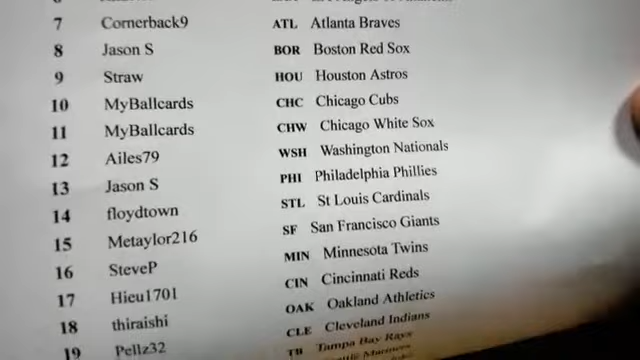 7 Cornerback9 ATL Atlanta Braves
8 Jason S BOR Boston Red Sox
9 Straw HOU Houston Astros
10 MyBallcards CHC Chicago Cubs
11 MyBallcards CHW Chicago White Sox
12 Ailes79 WSH Washington Nationals
13 Jason S PHI Philadelphia Phillies
14 floydtown STL St Louis Cardinals
15 Metaylor216 SF San Francisco Giants
16 SteveP MIN Minnesota Twins
17 Hieu1701 CIN Cincinnati Reds
18 thiraishi OAK Oakland Athletics
19 Pellz32 CLE Cleveland Indians
TB Tampa Bay Rays